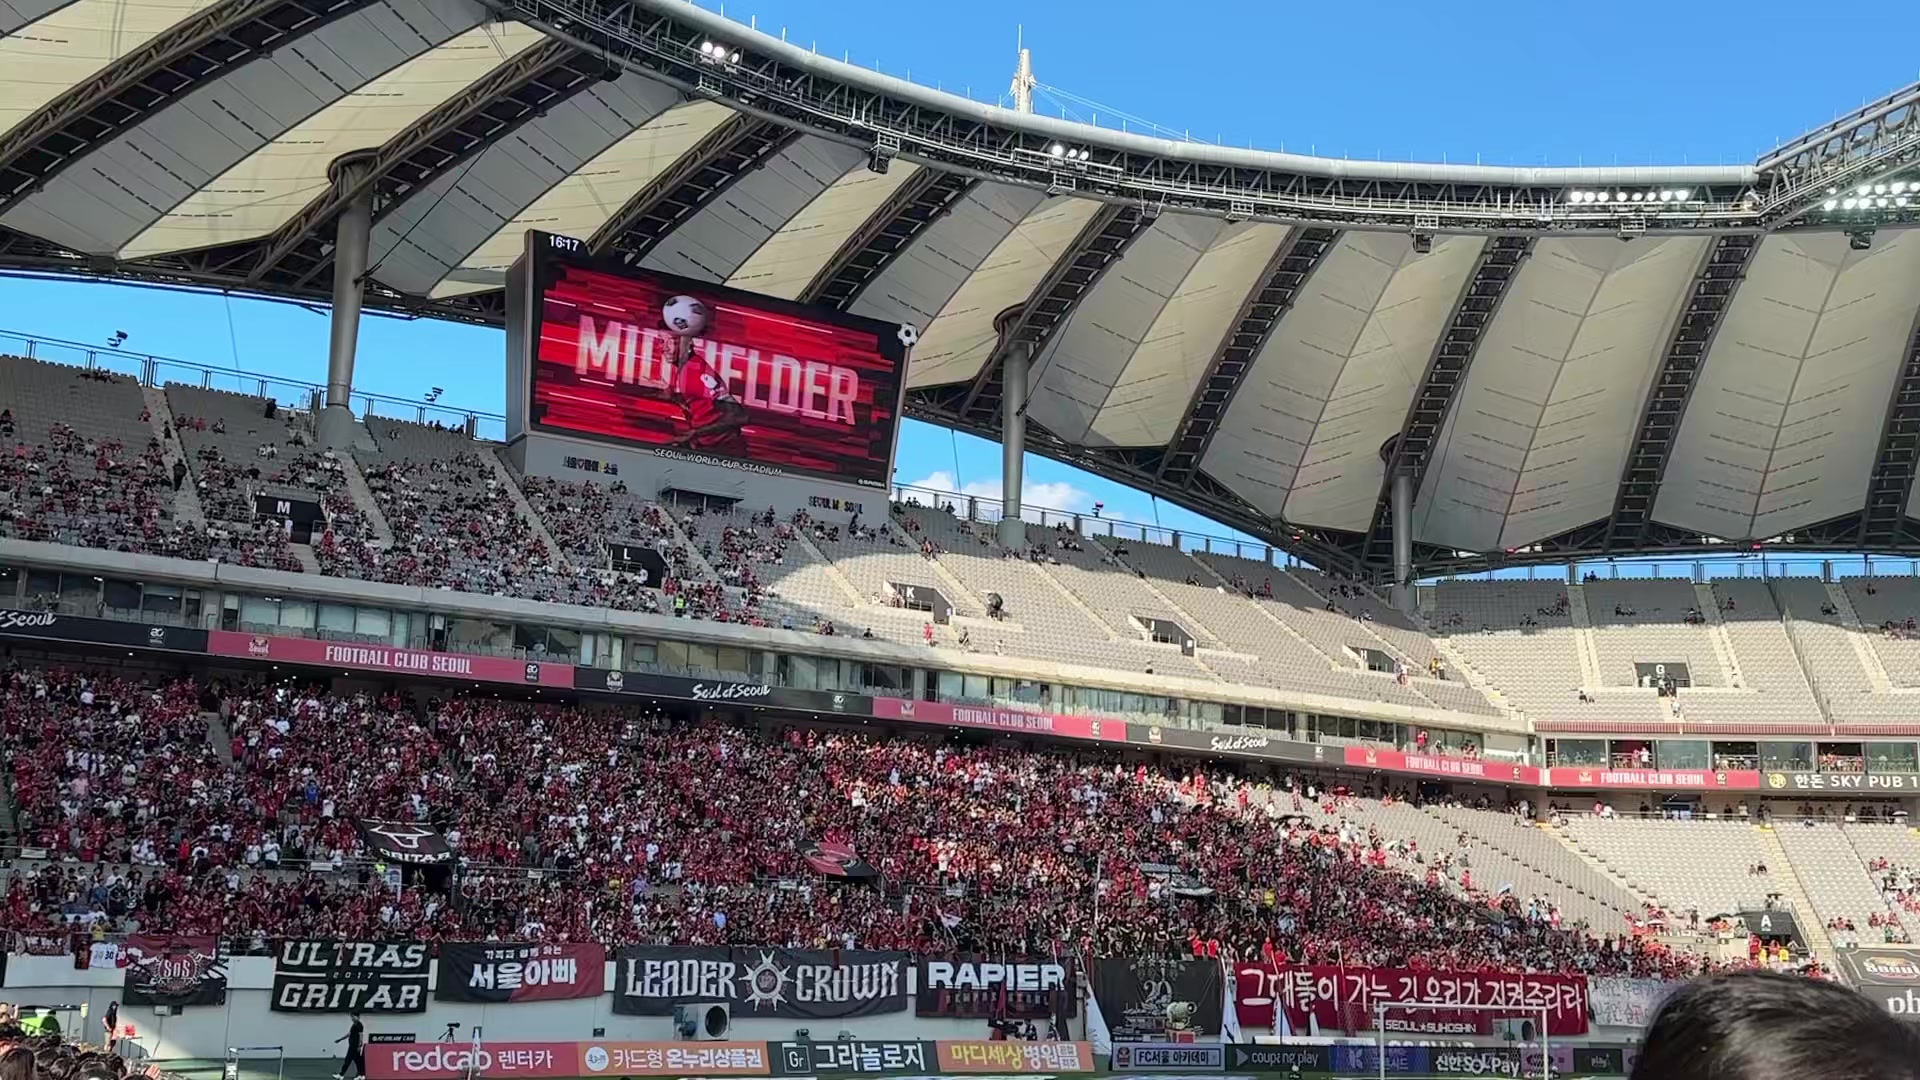 16:17
MIDFIELDER
SEOUL WORLD CUP STADIUM
SEOUL MY SOUL
M
L
K
H
G
Seoul
FOOTBALL CLUB SEOUL
Soul of Seoul
FOOTBALL CLUB SEOUL
Soul of Seoul
FOOTBALL CLUB SEOUL
FOOTBALL CLUB SEOUL
한돈 SKY PUB 1
GRITAR
A
SOS
ULTRAS
2017
GRITAR
서울아빠
LEADER CROWN
RAPIER
20
그대들이 가는 길 우리가 지켜주리라
SEOUL★SUHOSHIN
ph
redcap 렌터카
카드형 온누리상품권
Gr 그라놀로지
마디세상병원
FC서울 아카데미
coupang play
신한 SOL Pay
play